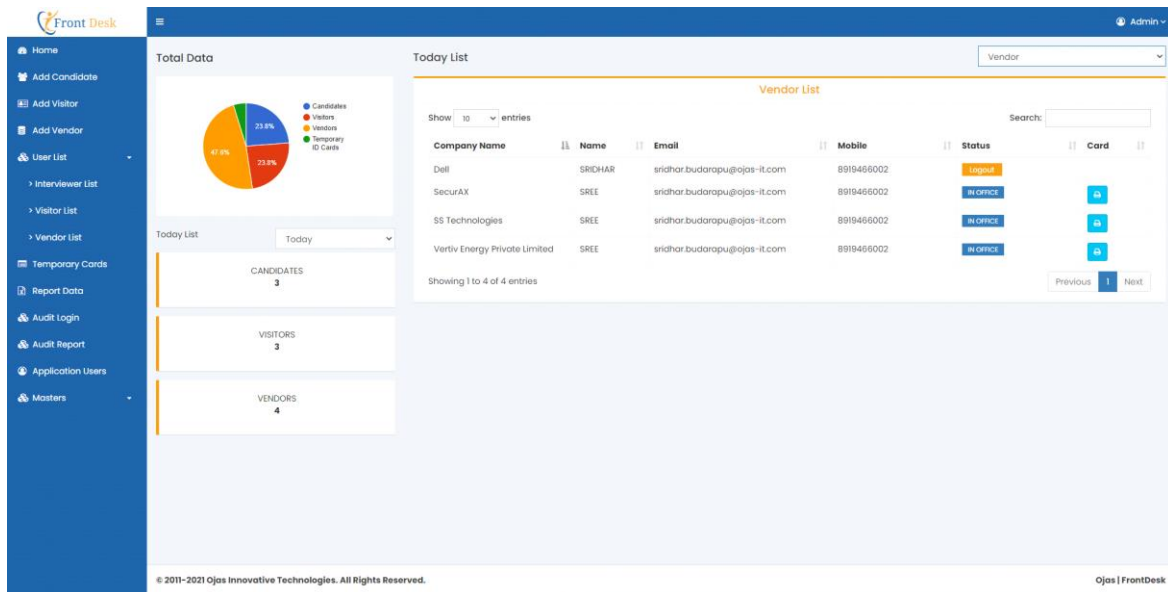 Front Desk
Admin
Home
Add Candidate
Add Visitor
Add Vendor
User List
> Interviewer List
> Visitor List
> Vendor List
Temporary Cards
Report Data
Audit Login
Audit Report
Application Users
Masters
Total Data
23.8%
23.8%
47.6%
Candidates
Visitors
Vendors
Temporary
ID Cards
Today List
Today
CANDIDATES
3
VISITORS
3
VENDORS
4
Today List
Vendor
Vendor List
Show 10 entries
Search:
Company Name Name Email Mobile Status Card
Dell SRIDHAR sridhar.budarapu@ojas-it.com 8919466002 Logout
SecurAX SREE sridhar.budarapu@ojas-it.com 8919466002 IN OFFICE
SS Technologies SREE sridhar.budarapu@ojas-it.com 8919466002 IN OFFICE
Vertiv Energy Private Limited SREE sridhar.budarapu@ojas-it.com 8919466002 IN OFFICE
Showing 1 to 4 of 4 entries
Previous 1 Next
© 2011-2021 Ojas Innovative Technologies. All Rights Reserved.
Ojas | FrontDesk